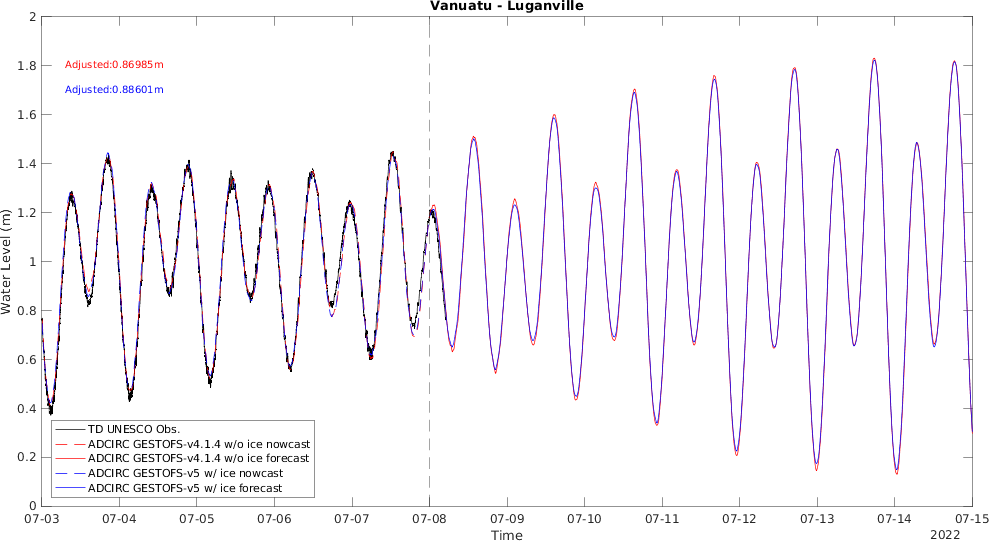 Vanuatu - Luganville
2
1.8
1.6
1.4
1.2
1
0.8
0.6
0.4
0.2
0
Water Level (m)
Adjusted:0.86985m
Adjusted:0.88601m
TD UNESCO Obs.
ADCIRC GESTOFS-v4.1.4 w/o ice nowcast
ADCIRC GESTOFS-v4.1.4 w/o ice forecast
ADCIRC GESTOFS-v5 w/ ice nowcast
ADCIRC GESTOFS-v5 w/ ice forecast
07-03 07-04 07-05 07-06 07-07 07-08 07-09 07-10 07-11 07-12 07-13 07-14 07-15
Time
2022